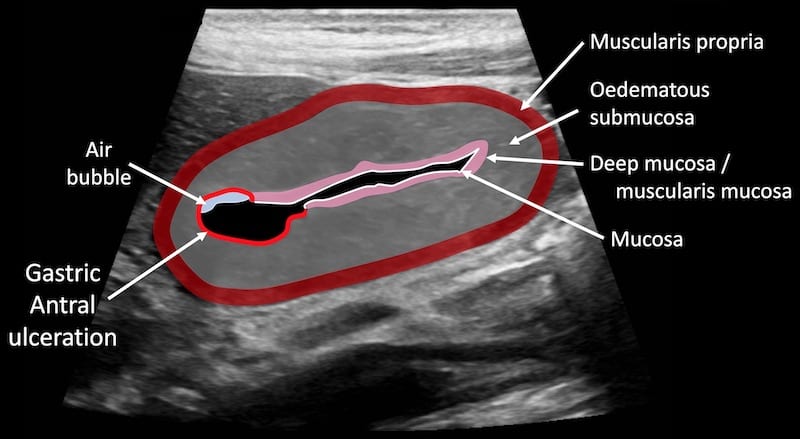 Muscularis propria
Oedematous
submucosa
Air
bubble
Deep mucosa /
muscularis mucosa
Mucosa
Gastric
Antral
ulceration